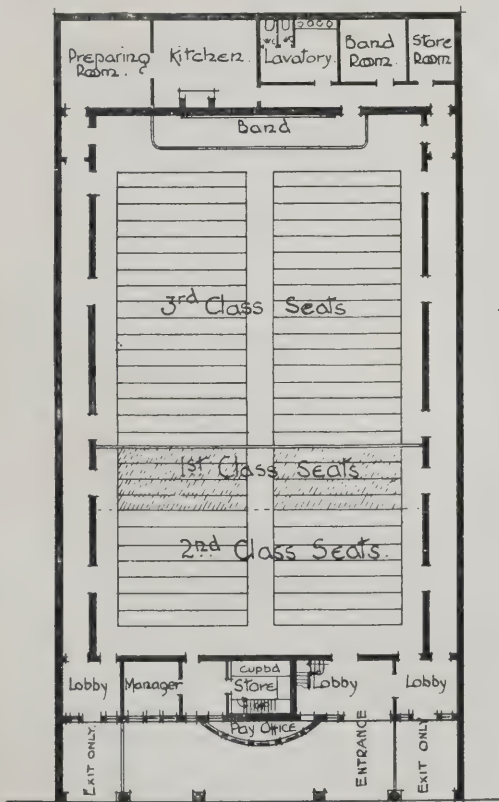 Preparing
Room.
Kitchen.
Lavatory.
Band
Room.
Store
Room
Band
3rd Class Seats
1st Class Seats
2nd Class Seats.
Lobby
Manager
cupbd
Store
Lobby
Lobby
Pay Office
Exit only.
Entrance
Exit only